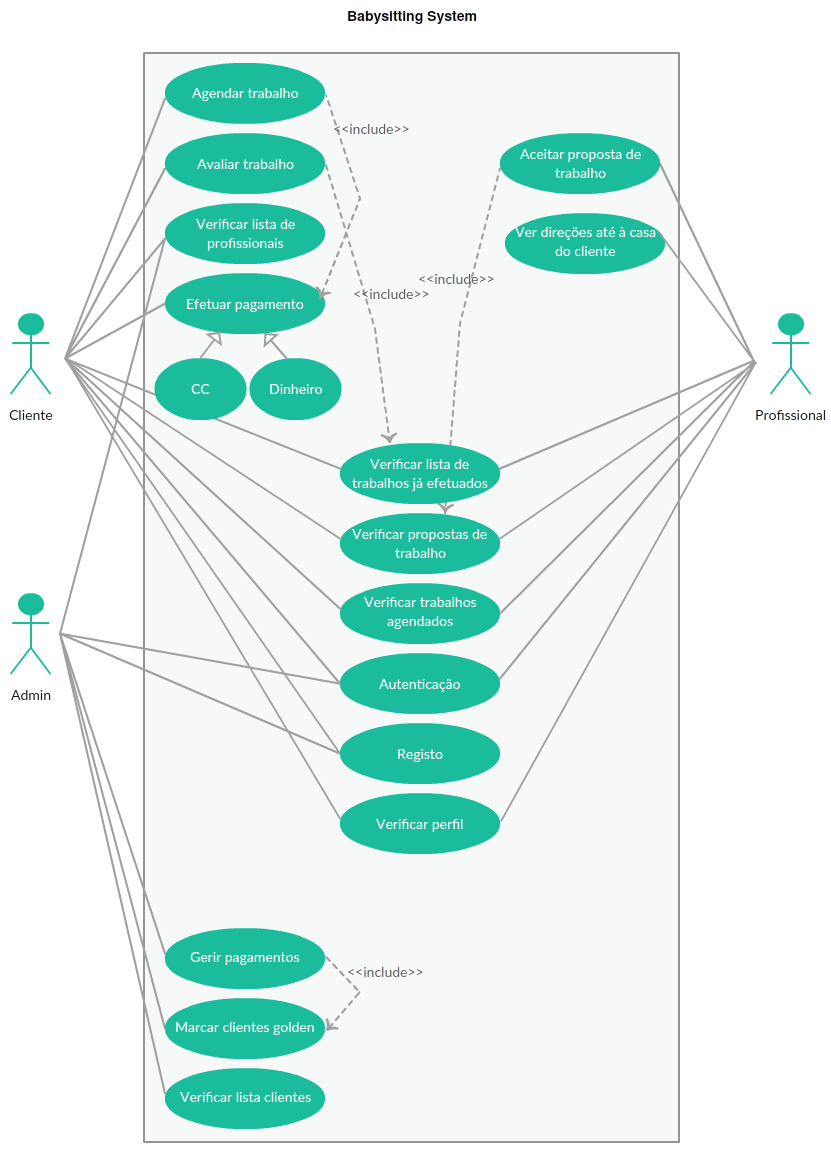 Babysitting System
Agendar trabalho
<<include>>
Avaliar trabalho
Aceitar proposta de
trabalho
Verificar lista de
profissionais
Ver direções até à casa
do cliente
<<include>>
<<include>>
Efetuar pagamento
CC
Dinheiro
Cliente
Profissional
Verificar lista de
trabalhos já efetuados
Verificar propostas de
trabalho
Verificar trabalhos
agendados
Autenticação
Admin
Registo
Verificar perfil
Gerir pagamentos
<<include>>
Marcar clientes golden
Verificar lista clientes